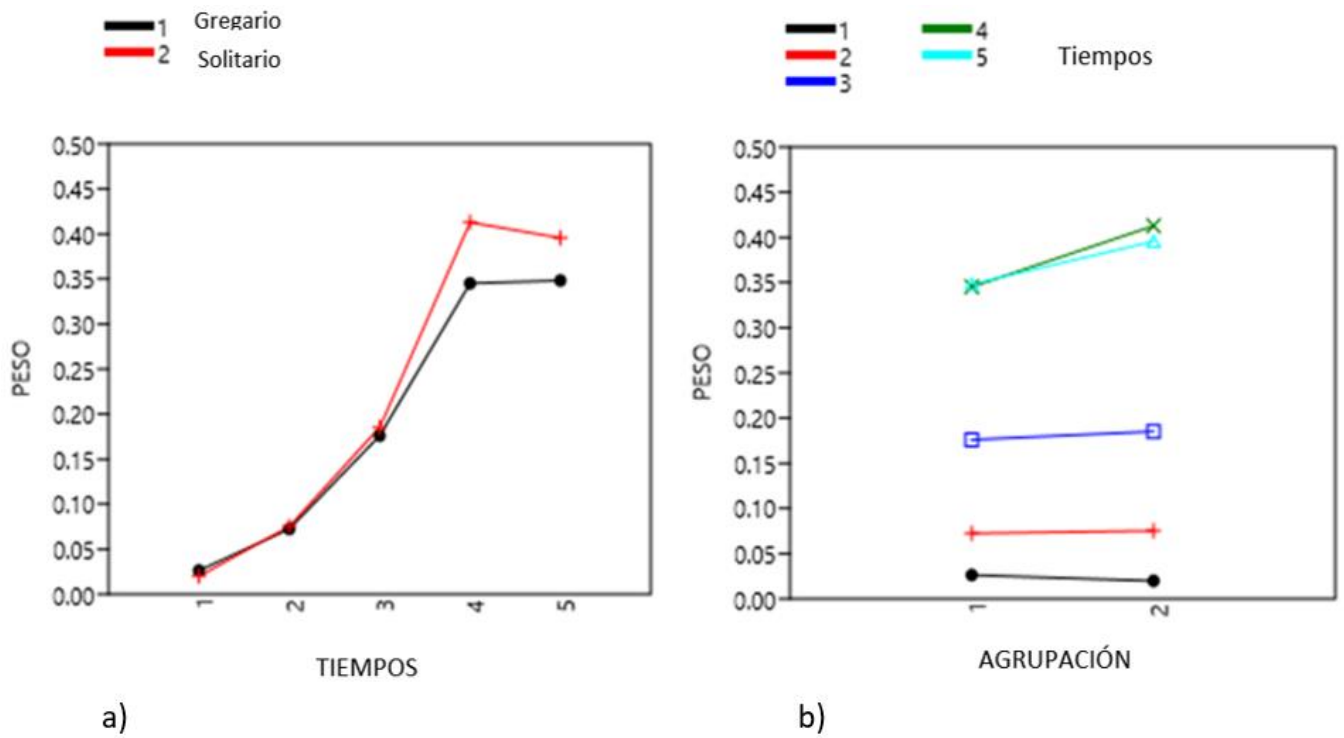 1 Gregario
2 Solitario
0.50
0.45
0.40
0.35
0.30
0.25
0.20
0.15
0.10
0.05
0.00
PESO
1 2 3 4 5
TIEMPOS
a)
1 4
2 5 Tiempos
3
0.50
0.45
0.40
0.35
0.30
0.25
0.20
0.15
0.10
0.05
0.00
PESO
1 2
AGRUPACIÓN
b)